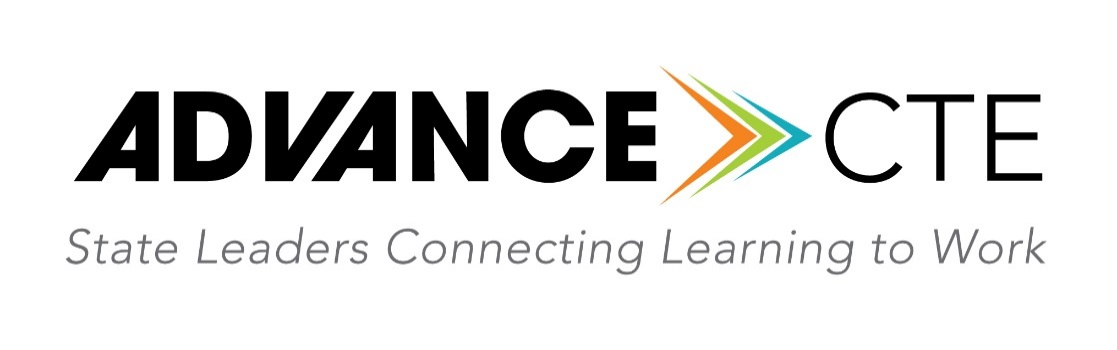 ADVANCE CTE
State Leaders Connecting Learning to Work